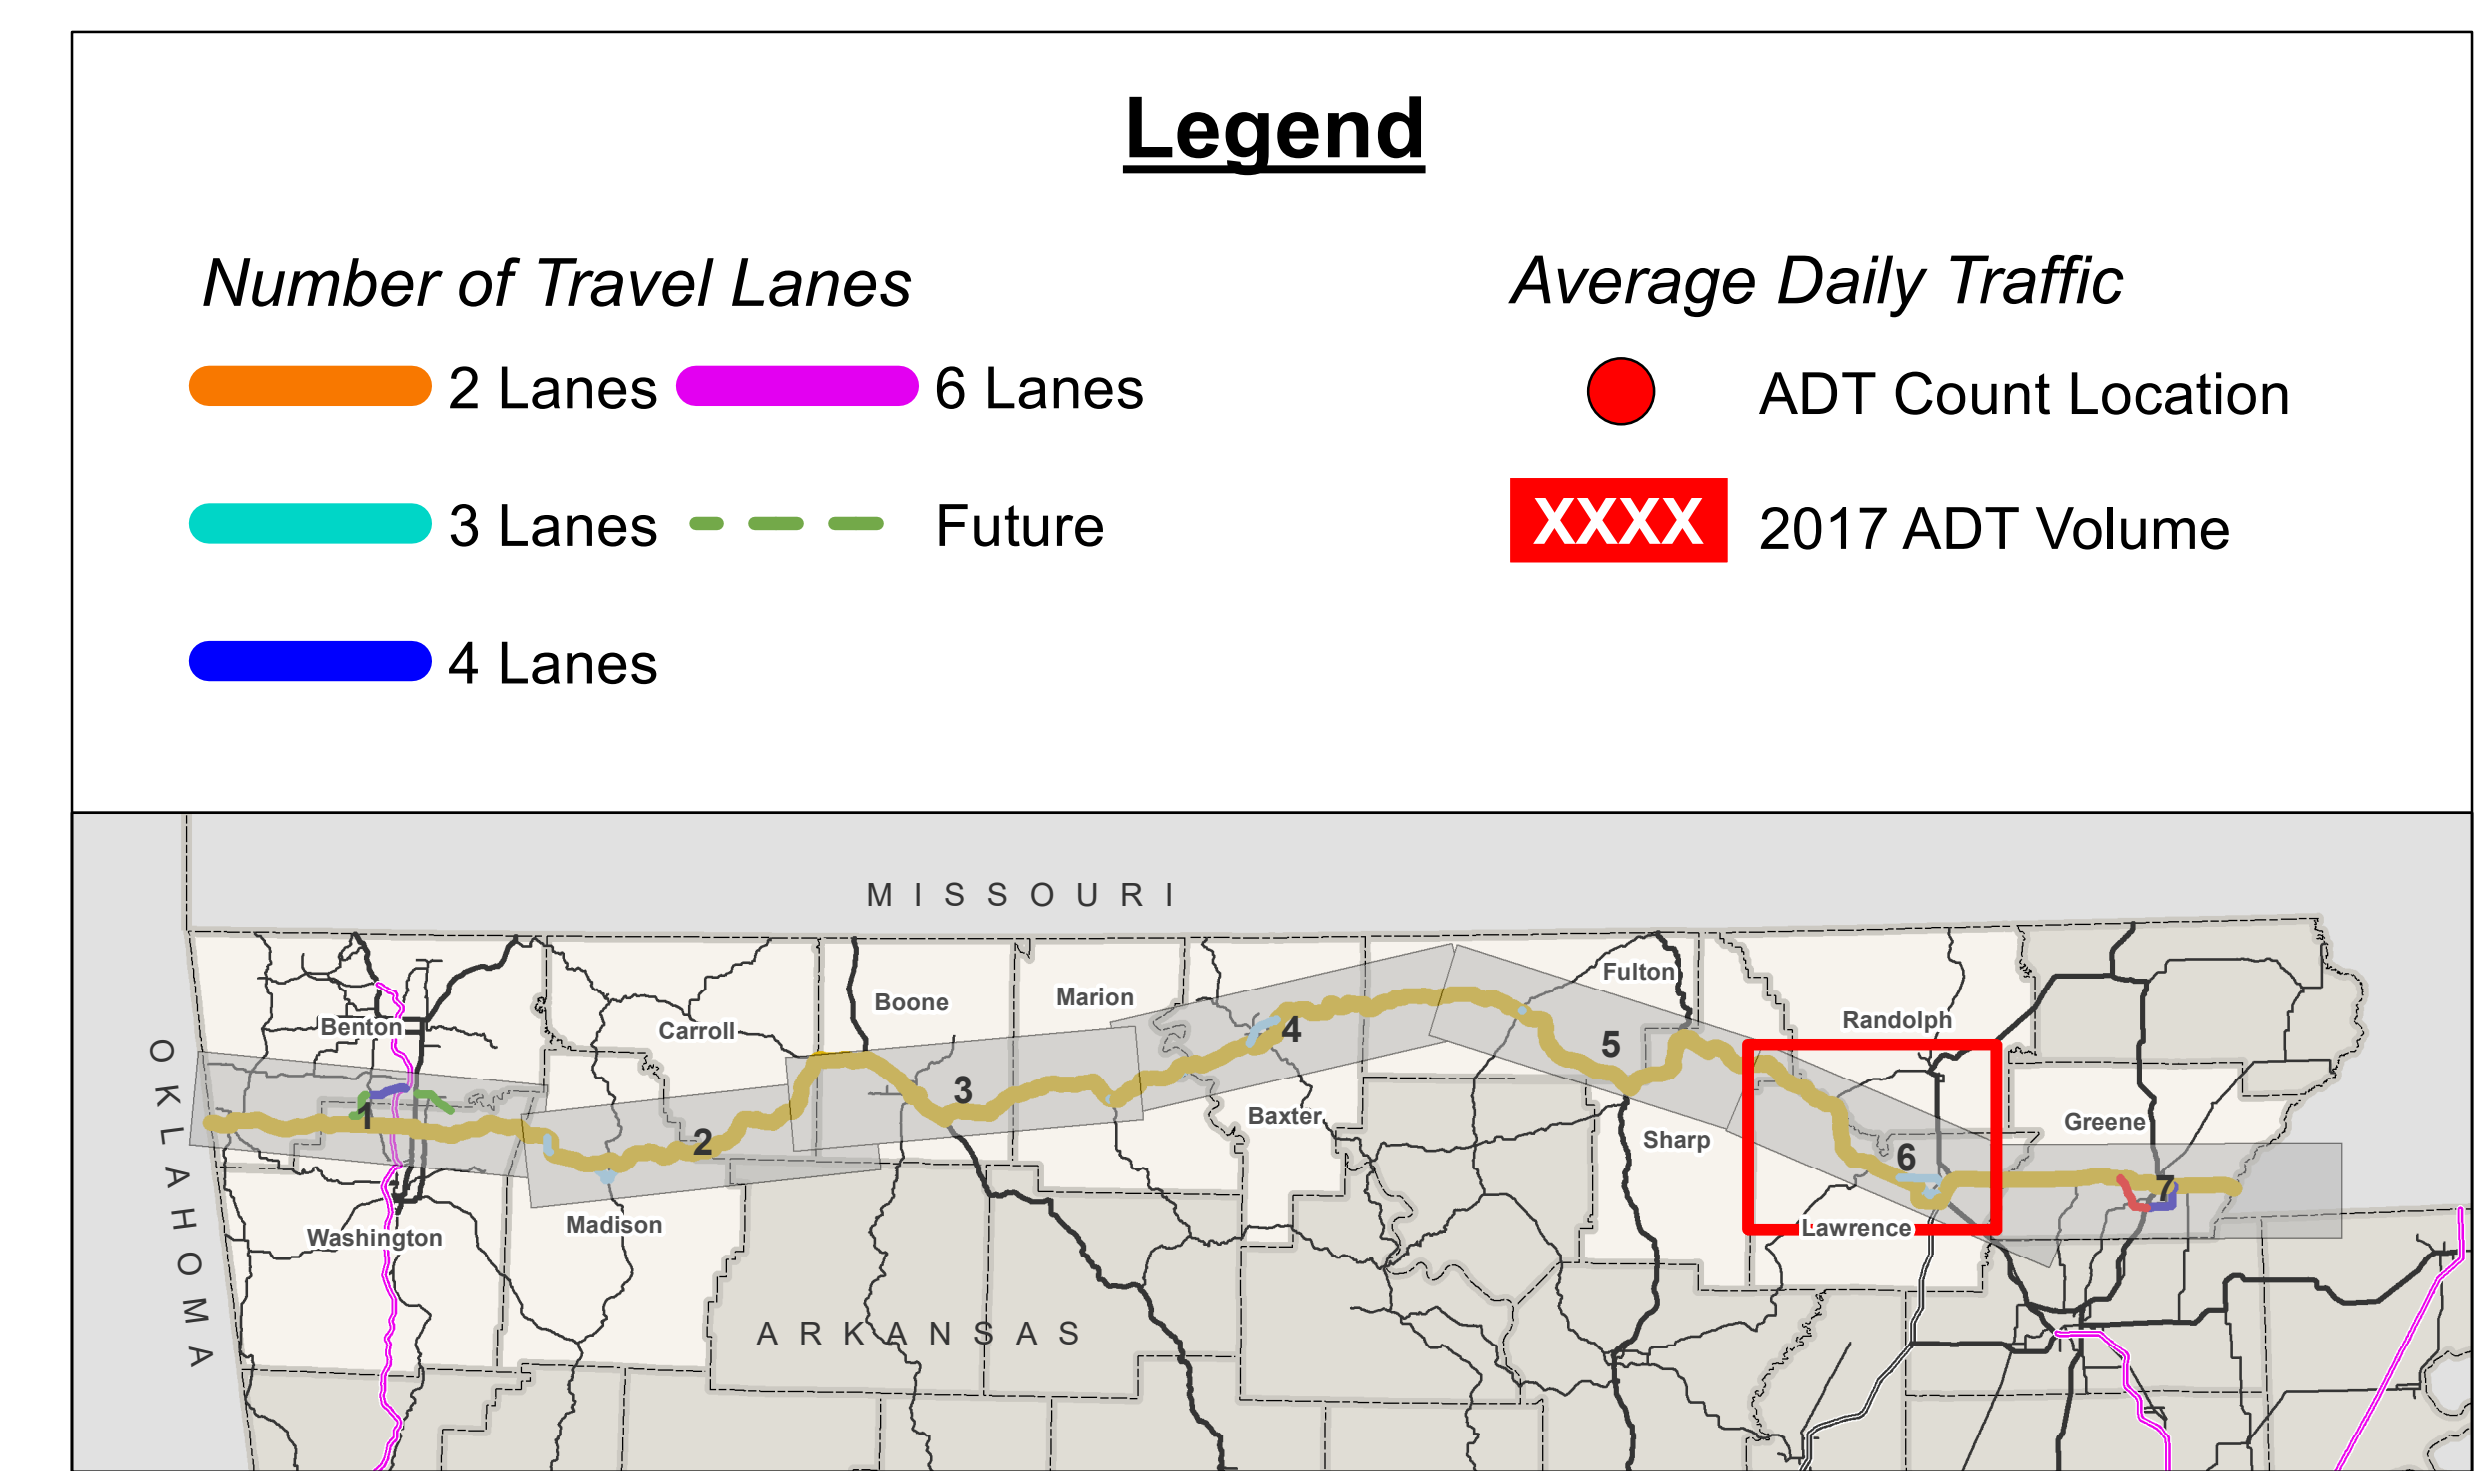 Legend
Number of Travel Lanes
Average Daily Traffic
2 Lanes
6 Lanes
ADT Count Location
3 Lanes
Future
XXXX
2017 ADT Volume
4 Lanes
MISSOURI
OKLAHOMA
ARKANSAS
Benton
Washington
Carroll
Madison
Boone
Marion
Baxter
Fulton
Sharp
Randolph
Lawrence
Greene
1
2
3
4
5
6
7